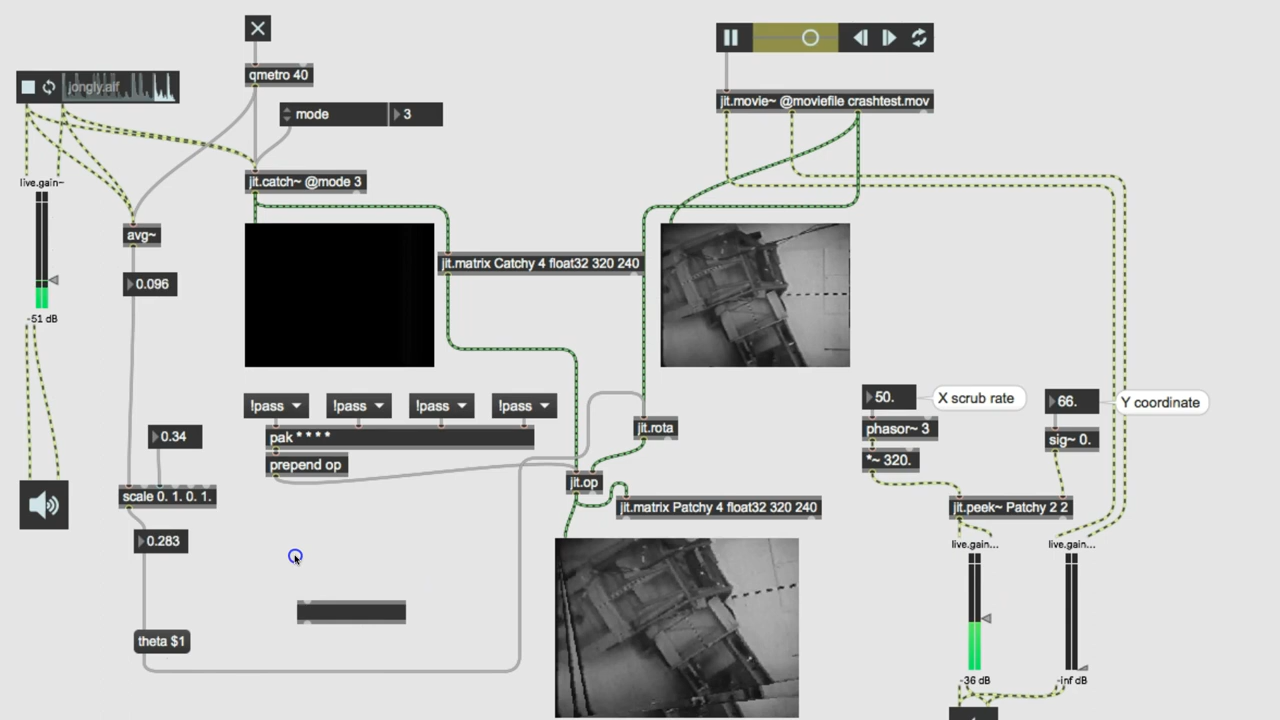 jongly.aif
qmetro 40
mode
3
jit.movie~ @moviefile crashtest.mov
live.gain~
jit.catch~ @mode 3
avg~
jit.matrix Catchy 4 float32 320 240
0.096
-51 dB
50.
X scrub rate
66.
Y coordinate
!pass
!pass
!pass
!pass
jit.rota
phasor~ 3
0.34
pak * * * *
sig~ 0.
prepend op
*~ 320.
jit.op
scale 0. 1. 0. 1.
jit.matrix Patchy 4 float32 320 240
jit.peek~ Patchy 2 2
0.283
live.gain...
live.gain...
theta $1
-36 dB
-inf dB